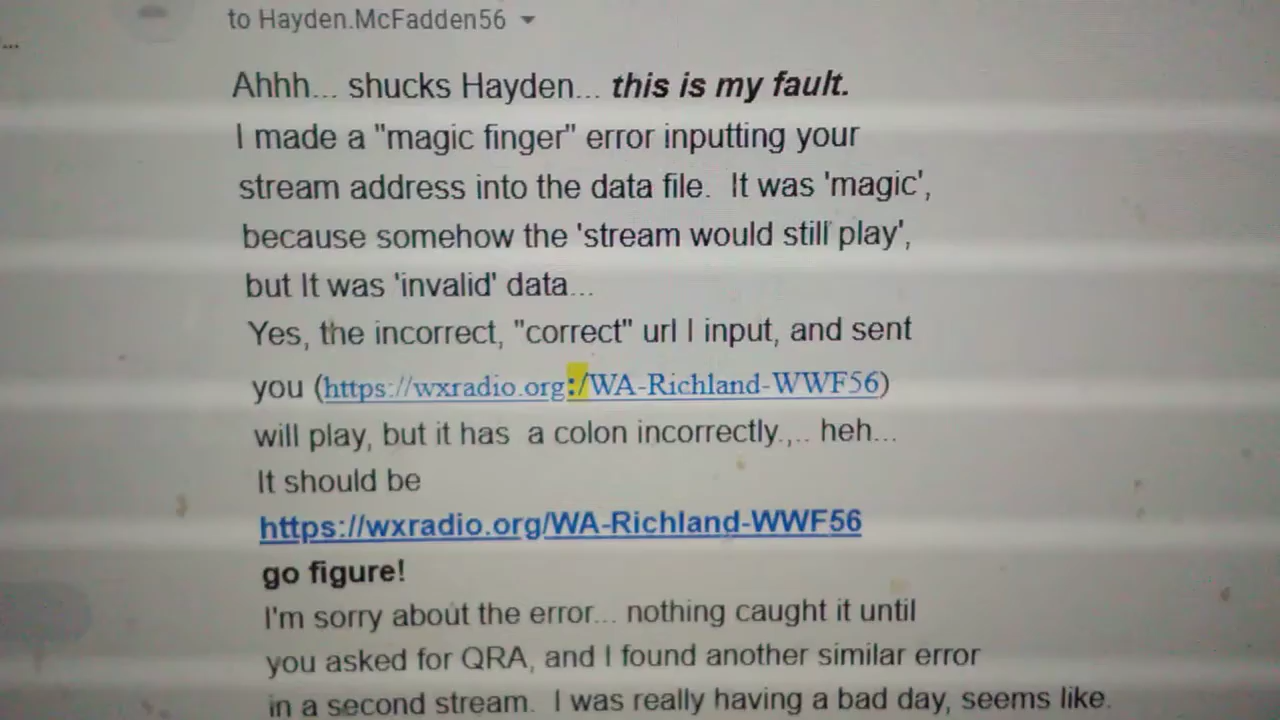 to Hayden.McFadden56
...
Ahhh... shucks Hayden... this is my fault.
I made a "magic finger" error inputting your
stream address into the data file.  It was 'magic',
because somehow the 'stream would still play',
but It was 'invalid' data...
Yes, the incorrect, "correct" url I input, and sent
you (https://wxradio.org:/WA-Richland-WWF56)
will play, but it has  a colon incorrectly.,.. heh...
It should be
https://wxradio.org/WA-Richland-WWF56
go figure!
I'm sorry about the error... nothing caught it until
you asked for QRA, and I found another similar error
in a second stream.  I was really having a bad day, seems like.